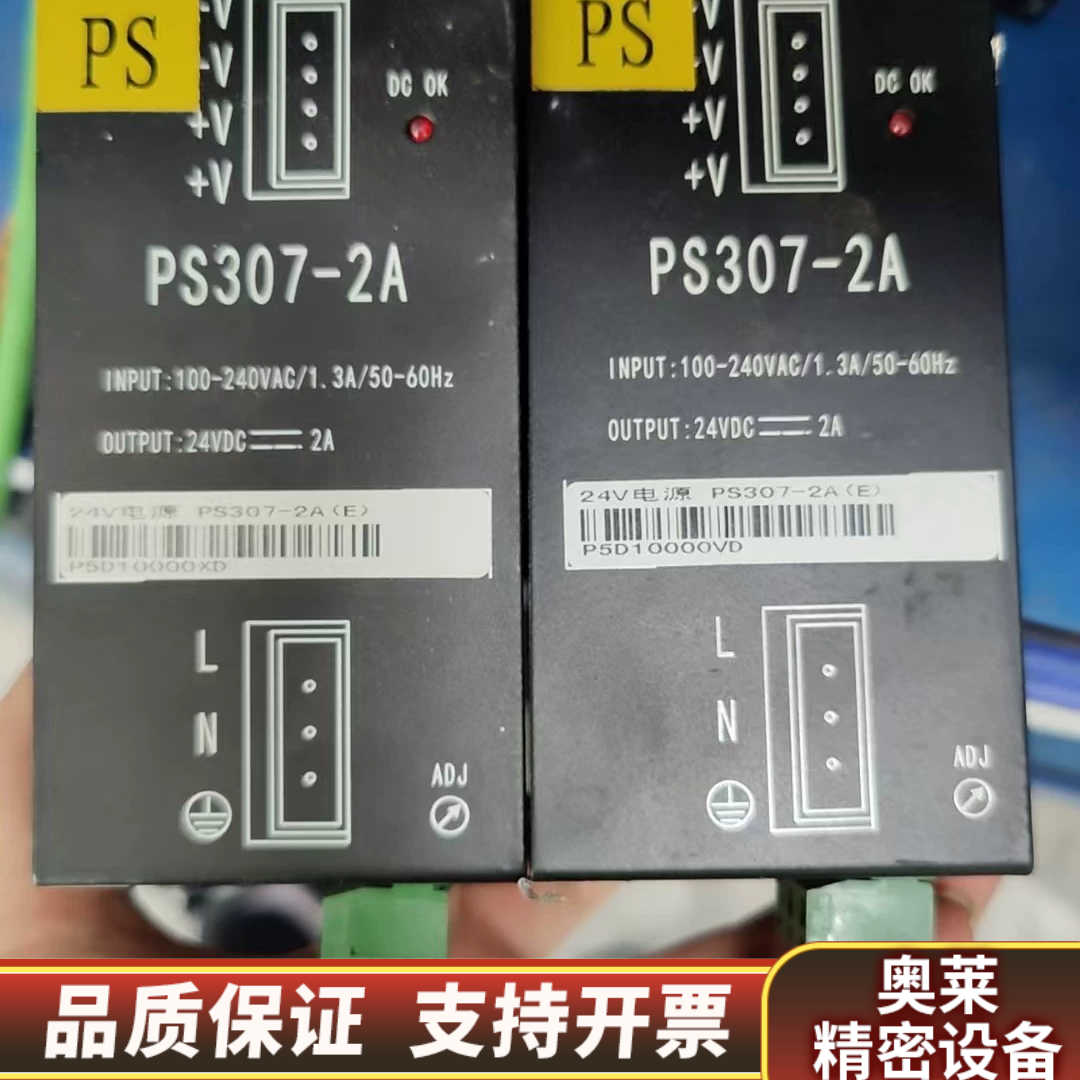 PS
-V
-V
+V
+V
DC OK
PS307-2A
INPUT:100-240VAC/1.3A/50-60Hz
OUTPUT:24VDC 2A
24V电源 PS307-2A(E)
P5D10000XD
L
N
ADJ
PS
-V
-V
+V
+V
DC OK
PS307-2A
INPUT:100-240VAC/1.3A/50-60Hz
OUTPUT:24VDC 2A
24V电源 PS307-2A(E)
P5D10000VD
L
N
ADJ
品质保证 支持开票
奥莱
精密设备